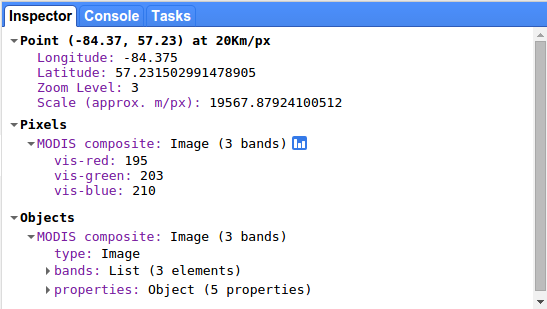 Inspector Console Tasks
Point (-84.37, 57.23) at 20Km/px
Longitude: -84.375
Latitude: 57.231502991478905
Zoom Level: 3
Scale (approx. m/px): 19567.87924100512
Pixels
MODIS composite: Image (3 bands)
vis-red: 195
vis-green: 203
vis-blue: 210
Objects
MODIS composite: Image (3 bands)
type: Image
bands: List (3 elements)
properties: Object (5 properties)